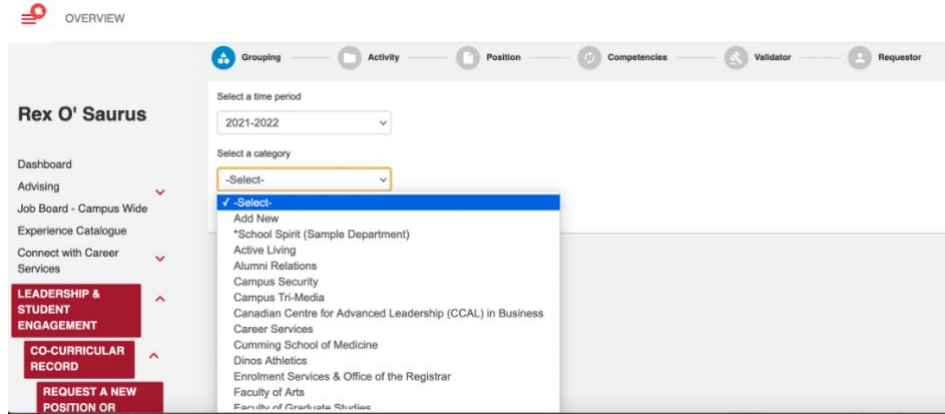 OVERVIEW
Grouping Activity Position Competencies Validator Requestor
Rex O' Saurus
Dashboard
Advising
Job Board - Campus Wide
Experience Catalogue
Connect with Career
Services
LEADERSHIP &
STUDENT
ENGAGEMENT
CO-CURRICULAR
RECORD
REQUEST A NEW
POSITION OR
Select a time period
2021-2022
Select a category
-Select-
✓ -Select-
Add New
*School Spirit (Sample Department)
Active Living
Alumni Relations
Campus Security
Campus Tri-Media
Canadian Centre for Advanced Leadership (CCAL) in Business
Career Services
Cumming School of Medicine
Dinos Athletics
Enrolment Services & Office of the Registrar
Faculty of Arts
Faculty of Graduate Studies